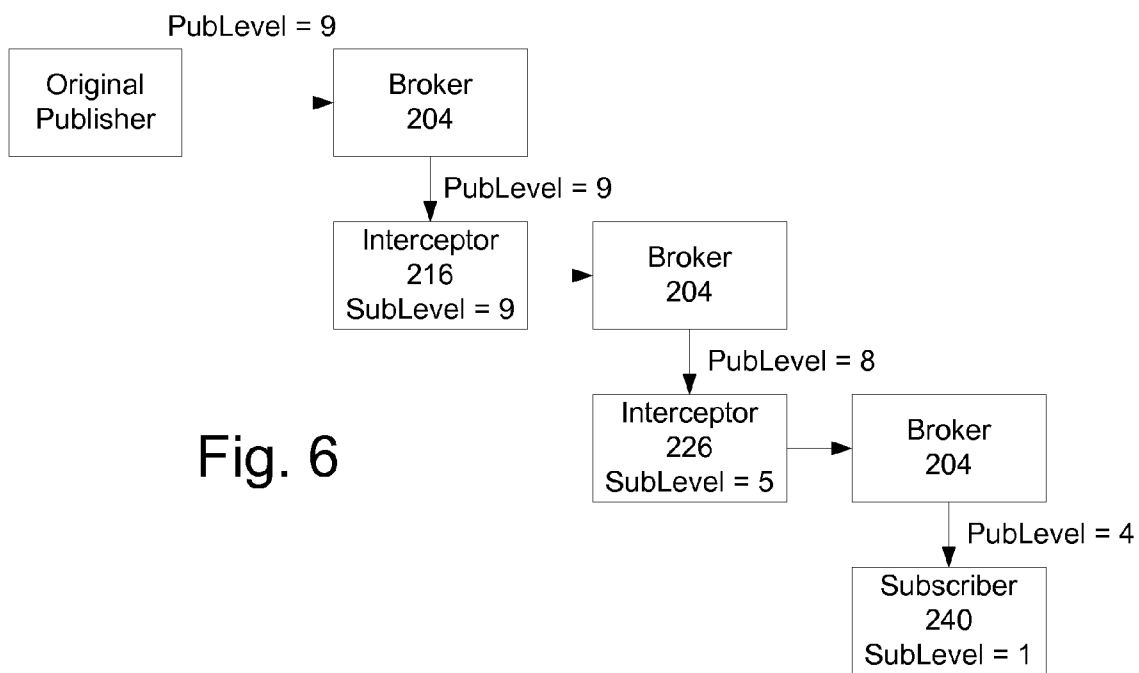 PubLevel = 9
Original
Publisher
Broker
204
PubLevel = 9
Interceptor
216
SubLevel = 9
Broker
204
PubLevel = 8
Interceptor
226
SubLevel = 5
Broker
204
Fig. 6
PubLevel = 4
Subscriber
240
SubLevel = 1